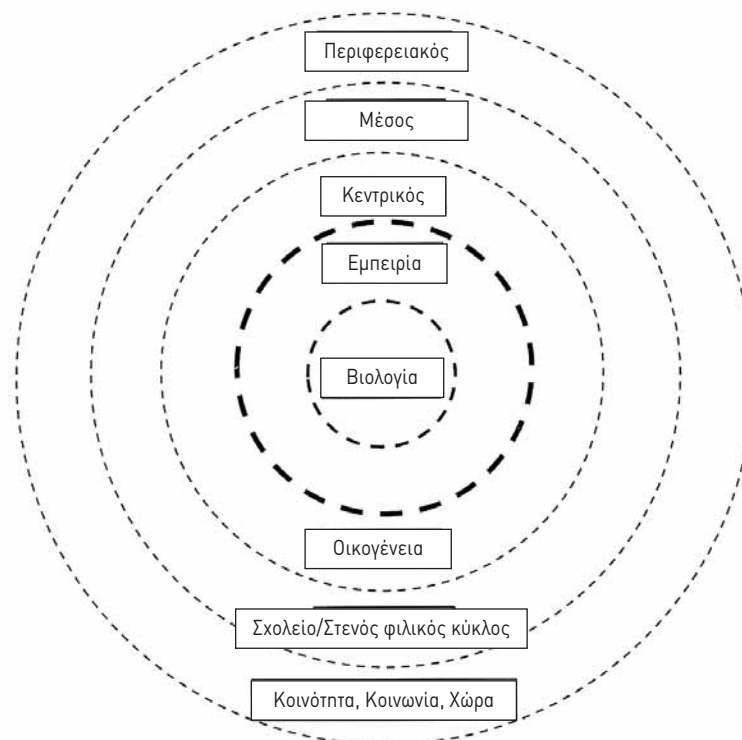 Περιφερειακός
Μέσος
Κεντρικός
Εμπειρία
Βιολογία
Οικογένεια
Σχολείο/Στενός φιλικός κύκλος
Κοινότητα, Κοινωνία, Χώρα